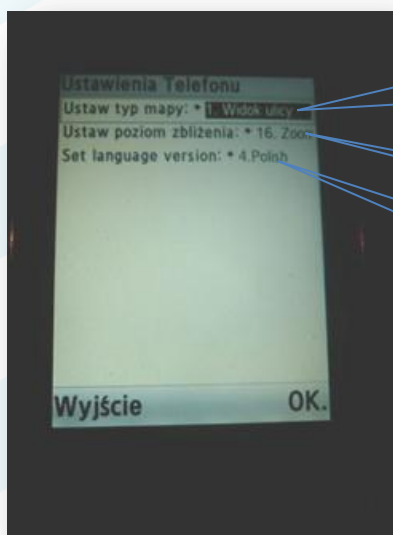 Ustawienia Telefonu
Ustaw typ mapy: * 1. Widok ulicy
Ustaw poziom zbliżenia: * 16. Zoom
Set language version: * 4.Polish
Wyjście OK.